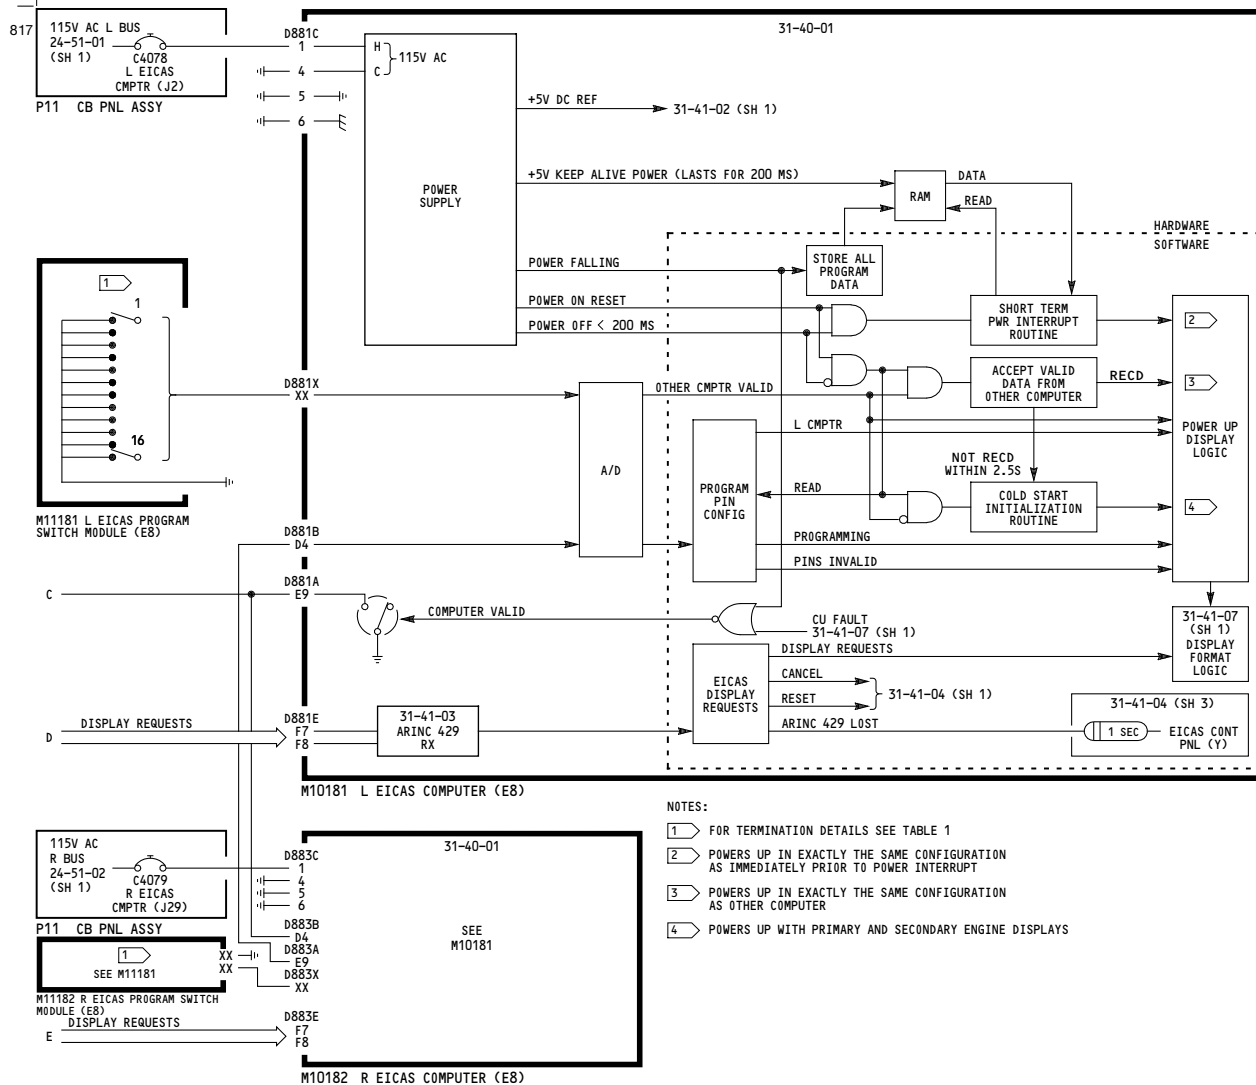 817
115V AC L BUS
24-51-01
(SH 1)
C4078
L EICAS
CMPTR (J2)
P11 CB PNL ASSY
D881C
1
4
5
6
31-40-01
H
C
115V AC
POWER
SUPPLY
+5V DC REF
31-41-02 (SH 1)
+5V KEEP ALIVE POWER (LASTS FOR 200 MS)
RAM
DATA
READ
HARDWARE
SOFTWARE
POWER FALLING
STORE ALL
PROGRAM
DATA
POWER ON RESET
POWER OFF < 200 MS
SHORT TERM
PWR INTERRUPT
ROUTINE
2
1
1
16
M11181 L EICAS PROGRAM
SWITCH MODULE (E8)
D881X
XX
A/D
OTHER CMPTR VALID
ACCEPT VALID
DATA FROM
OTHER COMPUTER
RECD
3
L CMPTR
POWER UP
DISPLAY
LOGIC
NOT RECD
WITHIN 2.5S
PROGRAM
PIN
CONFIG
READ
COLD START
INITIALIZATION
ROUTINE
4
D881B
D4
PROGRAMMING
PINS INVALID
C
D881A
E9
COMPUTER VALID
CU FAULT
31-41-07 (SH 1)
31-41-07
(SH 1)
DISPLAY
FORMAT
LOGIC
EICAS
DISPLAY
REQUESTS
DISPLAY REQUESTS
CANCEL
RESET
31-41-04 (SH 1)
ARINC 429 LOST
31-41-04 (SH 3)
1 SEC
EICAS CONT
PNL (Y)
D
DISPLAY REQUESTS
D881E
F7
F8
31-41-03
ARINC 429
RX
M10181 L EICAS COMPUTER (E8)
115V AC
R BUS
24-51-02
(SH 1)
C4079
R EICAS
CMPTR (J29)
P11 CB PNL ASSY
1
SEE M11181
XX
XX
M11182 R EICAS PROGRAM SWITCH
MODULE (E8)
E
DISPLAY REQUESTS
D883C
1
4
5
6
D883B
D4
D883A
E9
D883X
XX
D883E
F7
F8
31-40-01
SEE
M10181
M10182 R EICAS COMPUTER (E8)
NOTES:
1 FOR TERMINATION DETAILS SEE TABLE 1
2 POWERS UP IN EXACTLY THE SAME CONFIGURATION
AS IMMEDIATELY PRIOR TO POWER INTERRUPT
3 POWERS UP IN EXACTLY THE SAME CONFIGURATION
AS OTHER COMPUTER
4 POWERS UP WITH PRIMARY AND SECONDARY ENGINE DISPLAYS